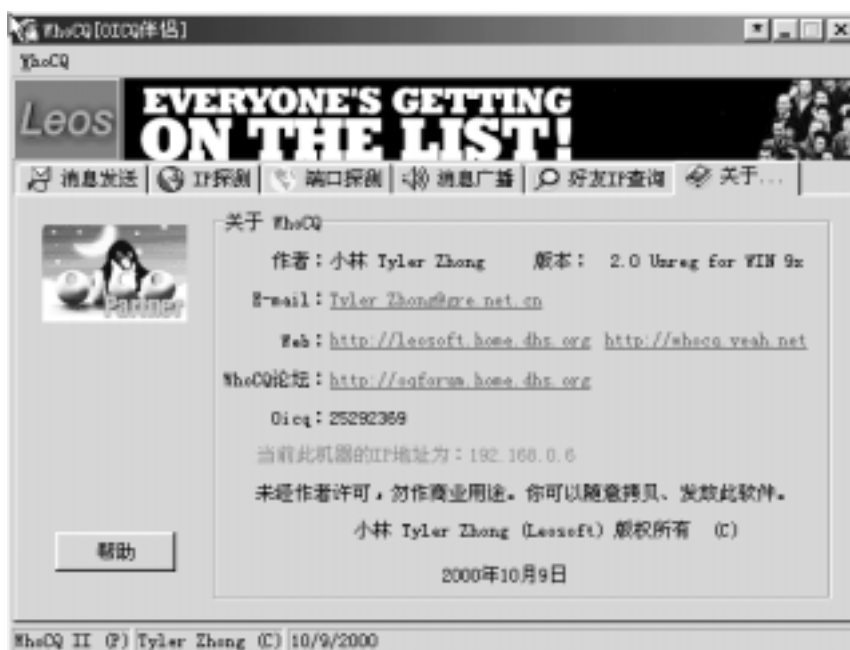 WhoCQ[OICQ伴侣]
WhoCQ
Leos
EVERYONE'S GETTING
ON THE LIST!
消息发送 IP探测 端口探测 消息广播 好友IP查询 关于...
关于 WhoCQ
作者：小林 Tyler Zhong 版本： 2.0 Unreg for WIN 9x
E-mail：Tyler Zhong@gre.net.cn
Web：http://leosoft.home.dhs.org http://whocq.yeah.net
WhoCQ论坛：http://oqforum.home.dhs.org
Oicq：25292369
当前此机器的IP地址为：192.168.0.6
未经作者许可，勿作商业用途。你可以随意拷贝、发放此软件。
小林 Tyler Zhong (Leosoft) 版权所有 (C)
2000年10月9日
Partner
帮助
WhoCQ II (P) Tyler Zhong (C) 10/9/2000